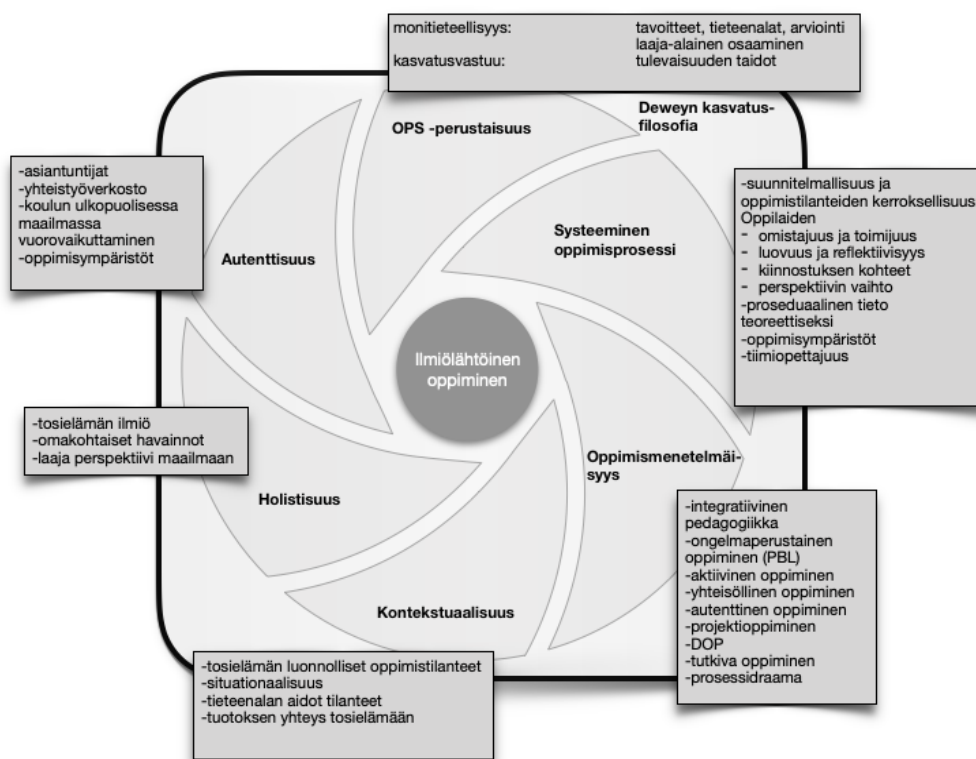 monitieteellisyys: tavoitteet, tieteenalat, arviointi
laaja-alainen osaaminen
kasvatusvastuu: tulevaisuuden taidot
OPS -perustaisuus
Deweyn kasvatus-
filosofia
-asiantuntijat
-yhteistyöverkosto
-koulun ulkopuolisessa
maailmassa
vuorovaikuttaminen
-oppimisympäristöt
Autenttisuus
Systeeminen
oppimisprosessi
-suunnitelmallisuus ja
oppimistilanteiden kerroksellisuus
Oppilaiden
- omistajuus ja toimijuus
- luovuus ja reflektiivisyys
- kiinnostuksen kohteet
- perspektiivin vaihto
-proseduaalinen tieto
teoreettiseksi
-oppimisympäristöt
-tiimiopettajuus
Ilmiölähtöinen
oppiminen
-tosielämän ilmiö
-omakohtaiset havainnot
-laaja perspektiivi maailmaan
Holistisuus
Oppimismenetelmäi-
syys
-integratiivinen
pedagogiikka
-ongelmaperustainen
oppiminen (PBL)
-aktiivinen oppiminen
-yhteisöllinen oppiminen
-autenttinen oppiminen
-projektioppiminen
-DOP
-tutkiva oppiminen
-prosessidraama
Kontekstuaalisuus
-tosielämän luonnolliset oppimistilanteet
-situationaalisuus
-tieteenalan aidot tilanteet
-tuotoksen yhteys tosielämään